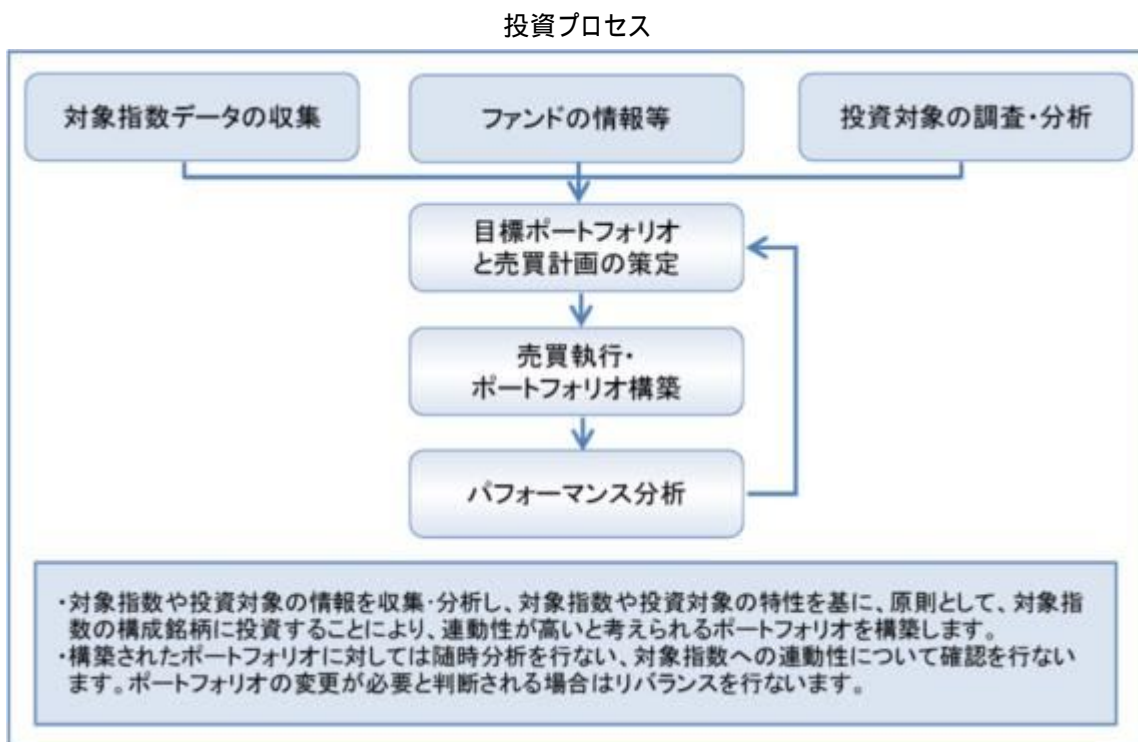 投資プロセス
対象指数データの収集
ファンドの情報等
投資対象の調査・分析
目標ポートフォリオ
と売買計画の策定
売買執行・
ポートフォリオ構築
パフォーマンス分析
・対象指数や投資対象の情報を収集・分析し、対象指数や投資対象の特性を基に、原則として、対象指
数の構成銘柄に投資することにより、連動性が高いと考えられるポートフォリオを構築します。
・構築されたポートフォリオに対しては随時分析を行ない、対象指数への連動性について確認を行ない
ます。ポートフォリオの変更が必要と判断される場合はリバランスを行ないます。